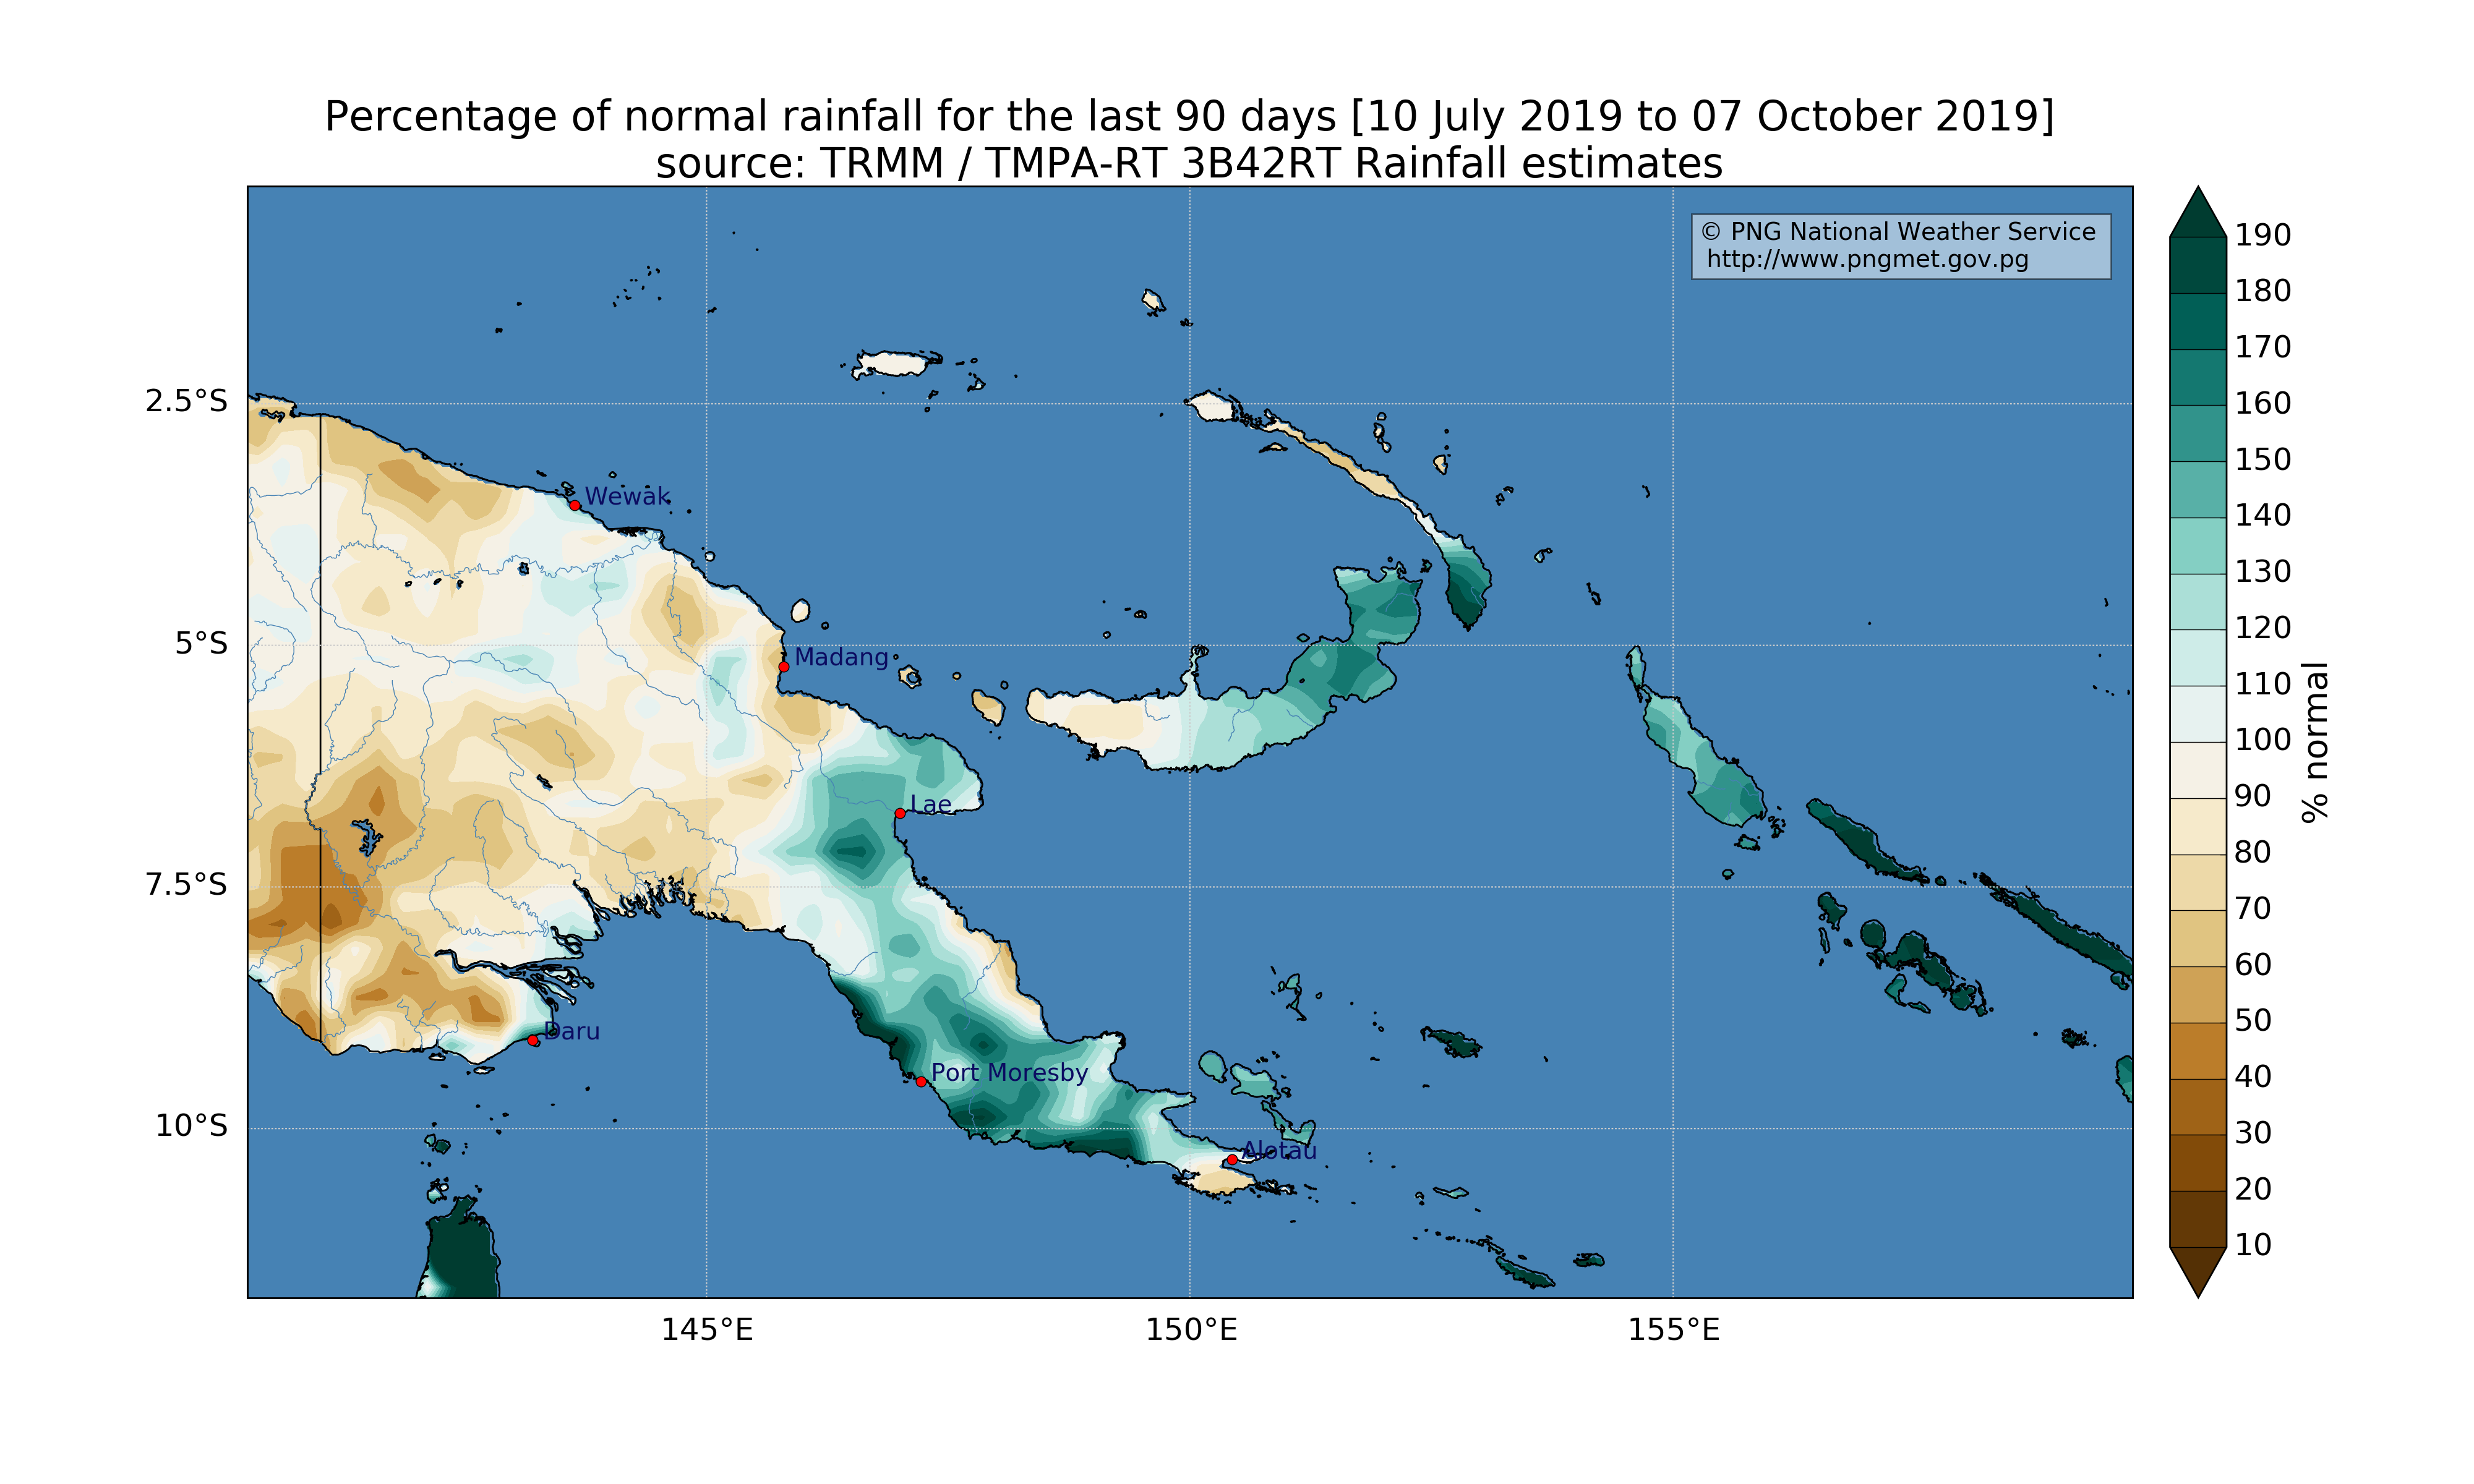 Percentage of normal rainfall for the last 90 days [10 July 2019 to 07 October 2019]
source: TRMM / TMPA-RT 3B42RT Rainfall estimates
© PNG National Weather Service
http://www.pngmet.gov.pg
190
180
170
160
150
140
130
120
110
100
90
80
70
60
50
40
30
20
10
% normal
2.5°S
5°S
7.5°S
10°S
Wewak
Madang
Lae
Daru
Port Moresby
Alotau
145°E
150°E
155°E